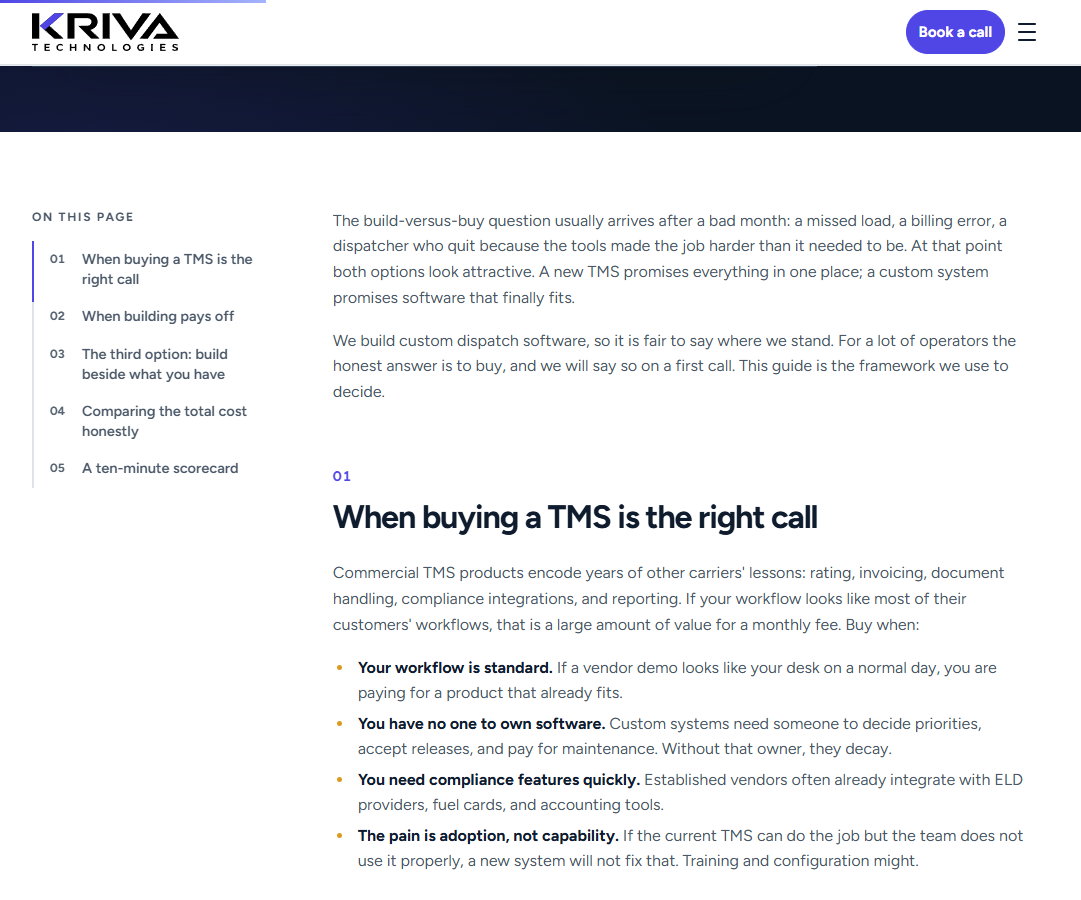 KRIVA
TECHNOLOGIES
Book a call
ON THIS PAGE
01 When buying a TMS is the
right call
02 When building pays off
03 The third option: build
beside what you have
04 Comparing the total cost
honestly
05 A ten-minute scorecard
The build-versus-buy question usually arrives after a bad month: a missed load, a billing error, a
dispatcher who quit because the tools made the job harder than it needed to be. At that point
both options look attractive. A new TMS promises everything in one place; a custom system
promises software that finally fits.
We build custom dispatch software, so it is fair to say where we stand. For a lot of operators the
honest answer is to buy, and we will say so on a first call. This guide is the framework we use to
decide.
01
When buying a TMS is the right call
Commercial TMS products encode years of other carriers' lessons: rating, invoicing, document
handling, compliance integrations, and reporting. If your workflow looks like most of their
customers' workflows, that is a large amount of value for a monthly fee. Buy when:
• Your workflow is standard. If a vendor demo looks like your desk on a normal day, you are
paying for a product that already fits.
• You have no one to own software. Custom systems need someone to decide priorities,
accept releases, and pay for maintenance. Without that owner, they decay.
• You need compliance features quickly. Established vendors often already integrate with ELD
providers, fuel cards, and accounting tools.
• The pain is adoption, not capability. If the current TMS can do the job but the team does not
use it properly, a new system will not fix that. Training and configuration might.